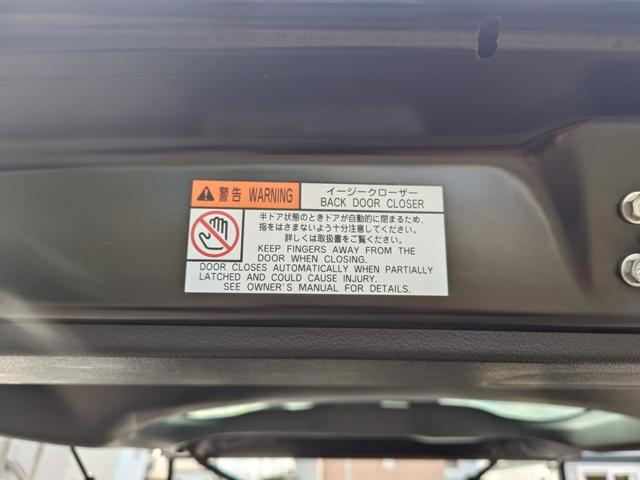 警告 WARNING
イージークローザー
BACK DOOR CLOSER
半ドア状態のときドアが自動的に閉まるため、
指をはさまないよう十分注意してください。
詳しくは取扱書をご覧ください。
KEEP FINGERS AWAY FROM THE
DOOR WHEN CLOSING.
DOOR CLOSES AUTOMATICALLY WHEN PARTIALLY
LATCHED AND COULD CAUSE INJURY.
SEE OWNER'S MANUAL FOR DETAILS.